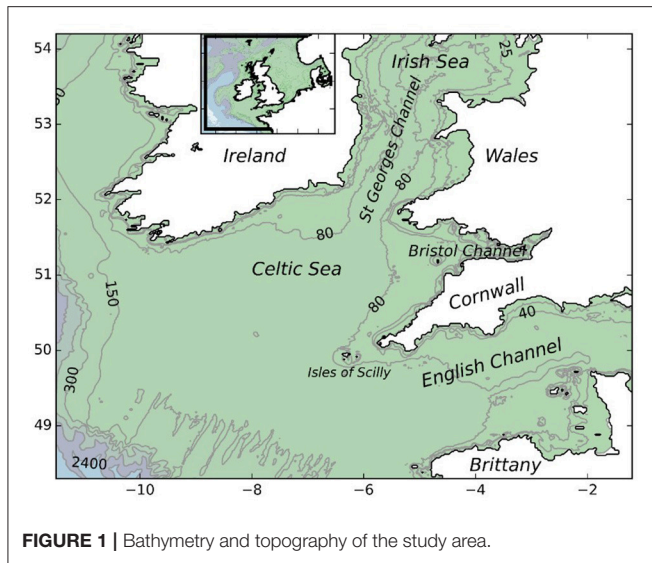 54
53
52
51
50
49
−10
−8
−6
−4
−2
Irish Sea
25
St Georges Channel
Ireland
Wales
80
80
Bristol Channel
Celtic Sea
150
Cornwall
80
40
English Channel
Isles of Scilly
300
2400
Brittany
FIGURE 1 | Bathymetry and topography of the study area.